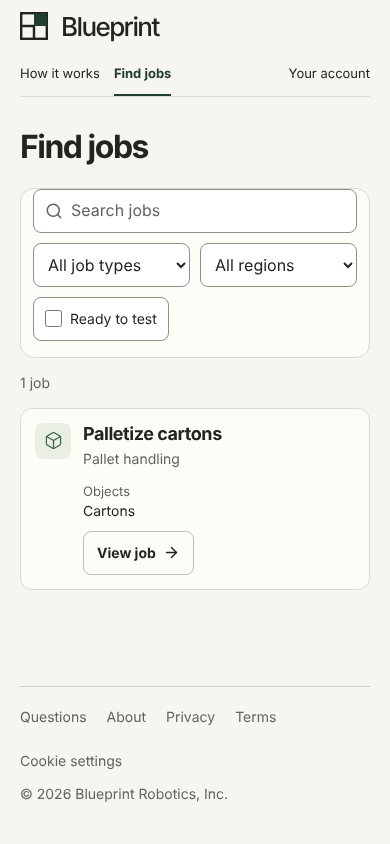 Blueprint
How it works Find jobs Your account
Find jobs
Search jobs
All job types All regions
Ready to test
1 job
Palletize cartons
Pallet handling
Objects
Cartons
View job →
Questions About Privacy Terms
Cookie settings
© 2026 Blueprint Robotics, Inc.